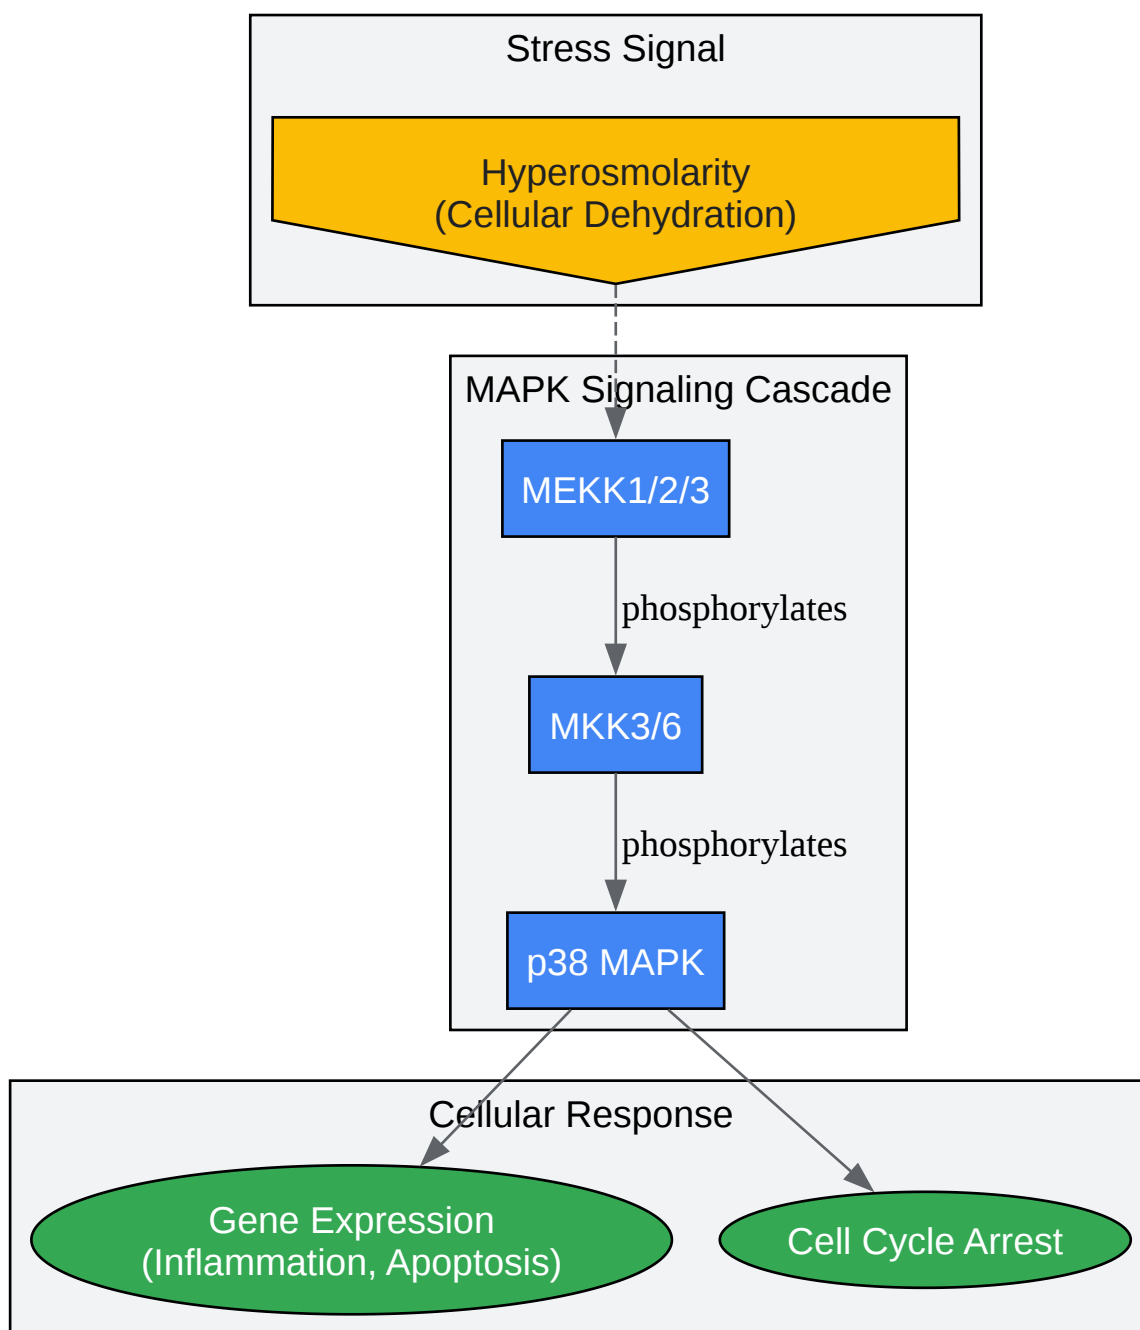 Stress Signal
Hyperosmolarity
(Cellular Dehydration)
MAPK Signaling Cascade
MEKK1/2/3
phosphorylates
MKK3/6
phosphorylates
p38 MAPK
Cellular Response
Gene Expression
(Inflammation, Apoptosis)
Cell Cycle Arrest